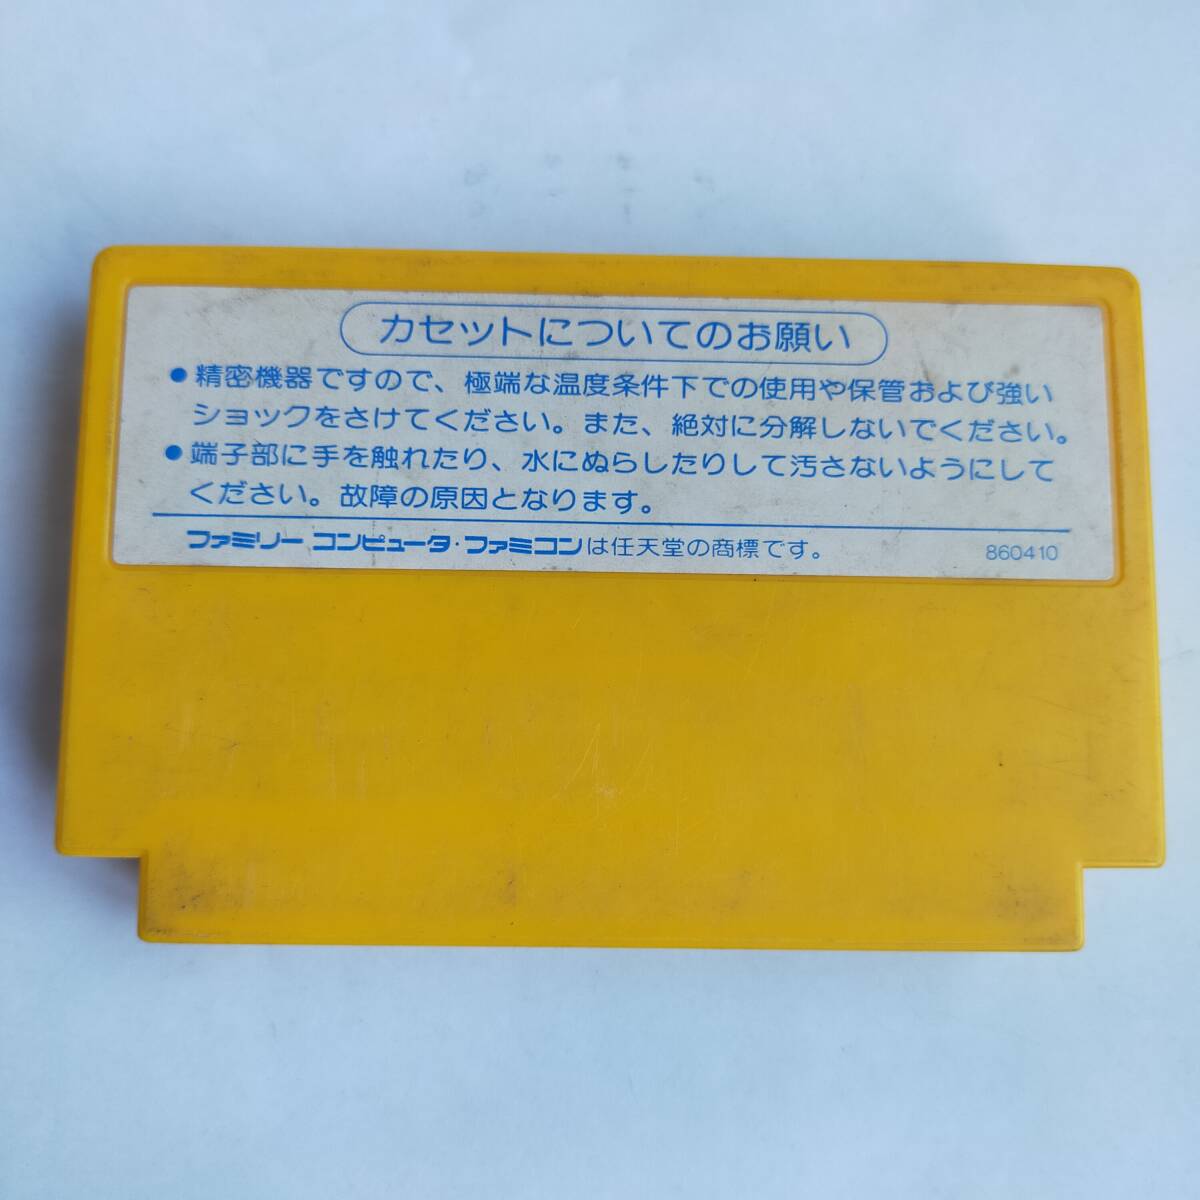 カセットについてのお願い
●精密機器ですので、極端な温度条件下での使用や保管および強い
ショックをさけてください。また、絶対に分解しないでください。
●端子部に手を触れたり、水にぬらしたりして汚さないようにして
ください。故障の原因となります。
ファミリー コンピュータ・ファミコンは任天堂の商標です。
860410